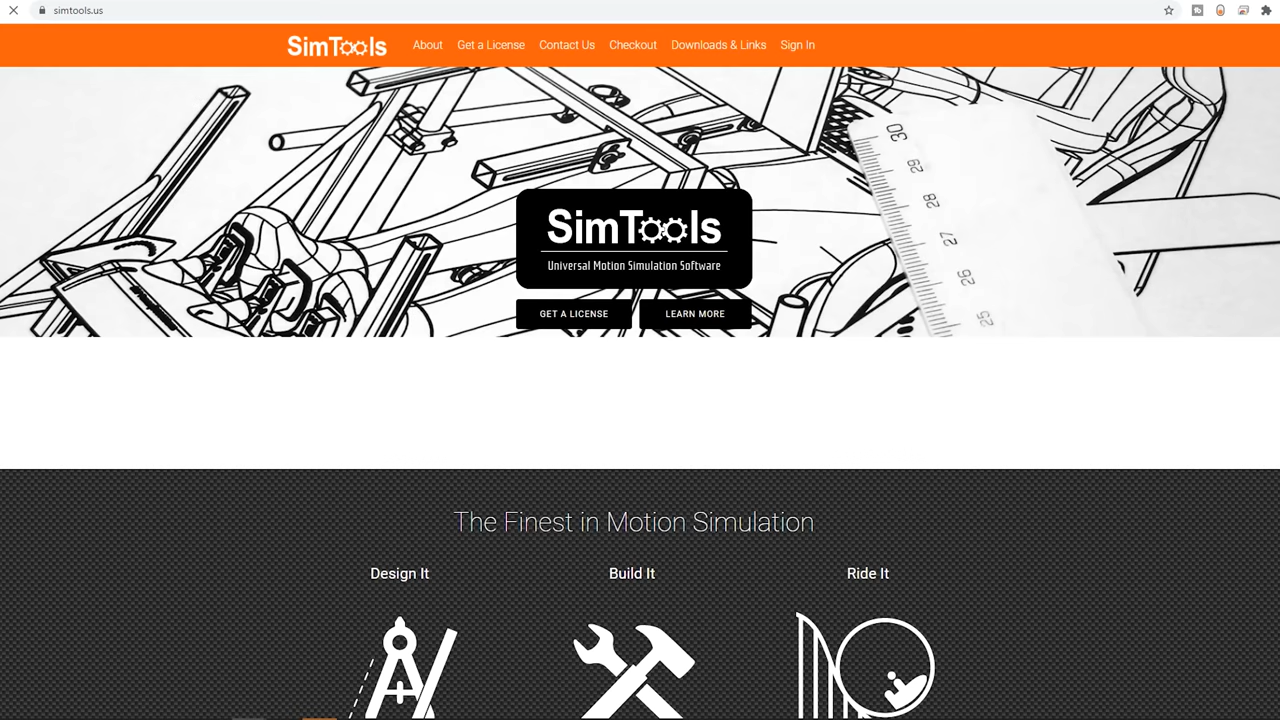 simtools.us
SimTools About Get a License Contact Us Checkout Downloads & Links Sign In
30
29
28
27
26
25
SimTools
Universal Motion Simulation Software
GET A LICENSE LEARN MORE
The Finest in Motion Simulation
Design It Build It Ride It